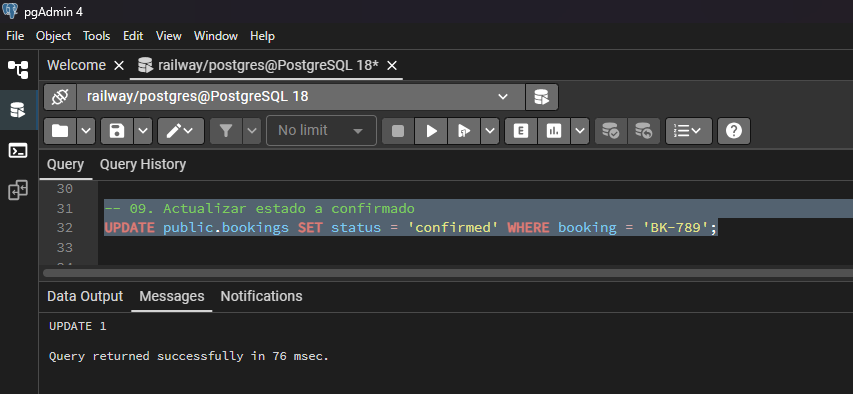 pgAdmin 4
File Object Tools Edit View Window Help
Welcome railway/postgres@PostgreSQL 18*
railway/postgres@PostgreSQL 18
No limit E
Query Query History
30
31 -- 09. Actualizar estado a confirmado
32 UPDATE public.bookings SET status = 'confirmed' WHERE booking = 'BK-789';
33
Data Output Messages Notifications
UPDATE 1
Query returned successfully in 76 msec.